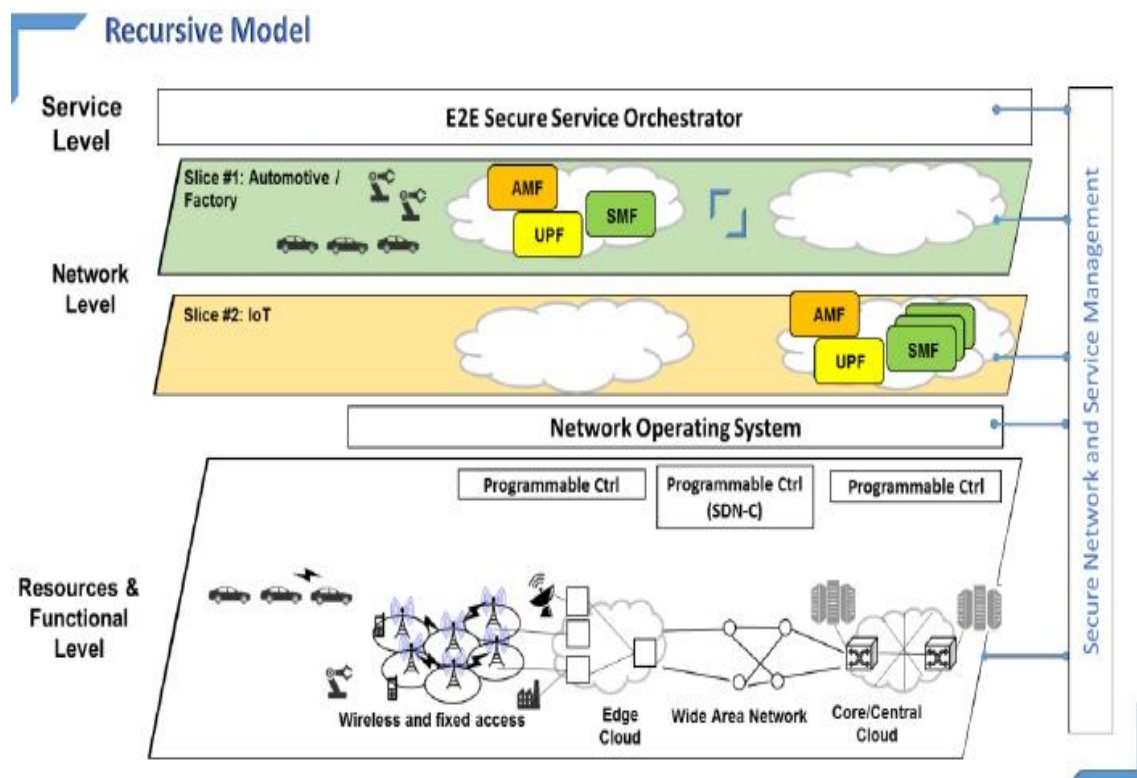 Recursive Model
Service
Level
E2E Secure Service Orchestrator
Slice #1: Automotive /
Factory
AMF
SMF
UPF
Network
Level
Slice #2: IoT
AMF
SMF
UPF
Network Operating System
Programmable Ctrl
Programmable Ctrl
(SDN-C)
Programmable Ctrl
Resources &
Functional
Level
Wireless and fixed access
Edge
Cloud
Wide Area Network
Core/Central
Cloud
Secure Network and Service Management